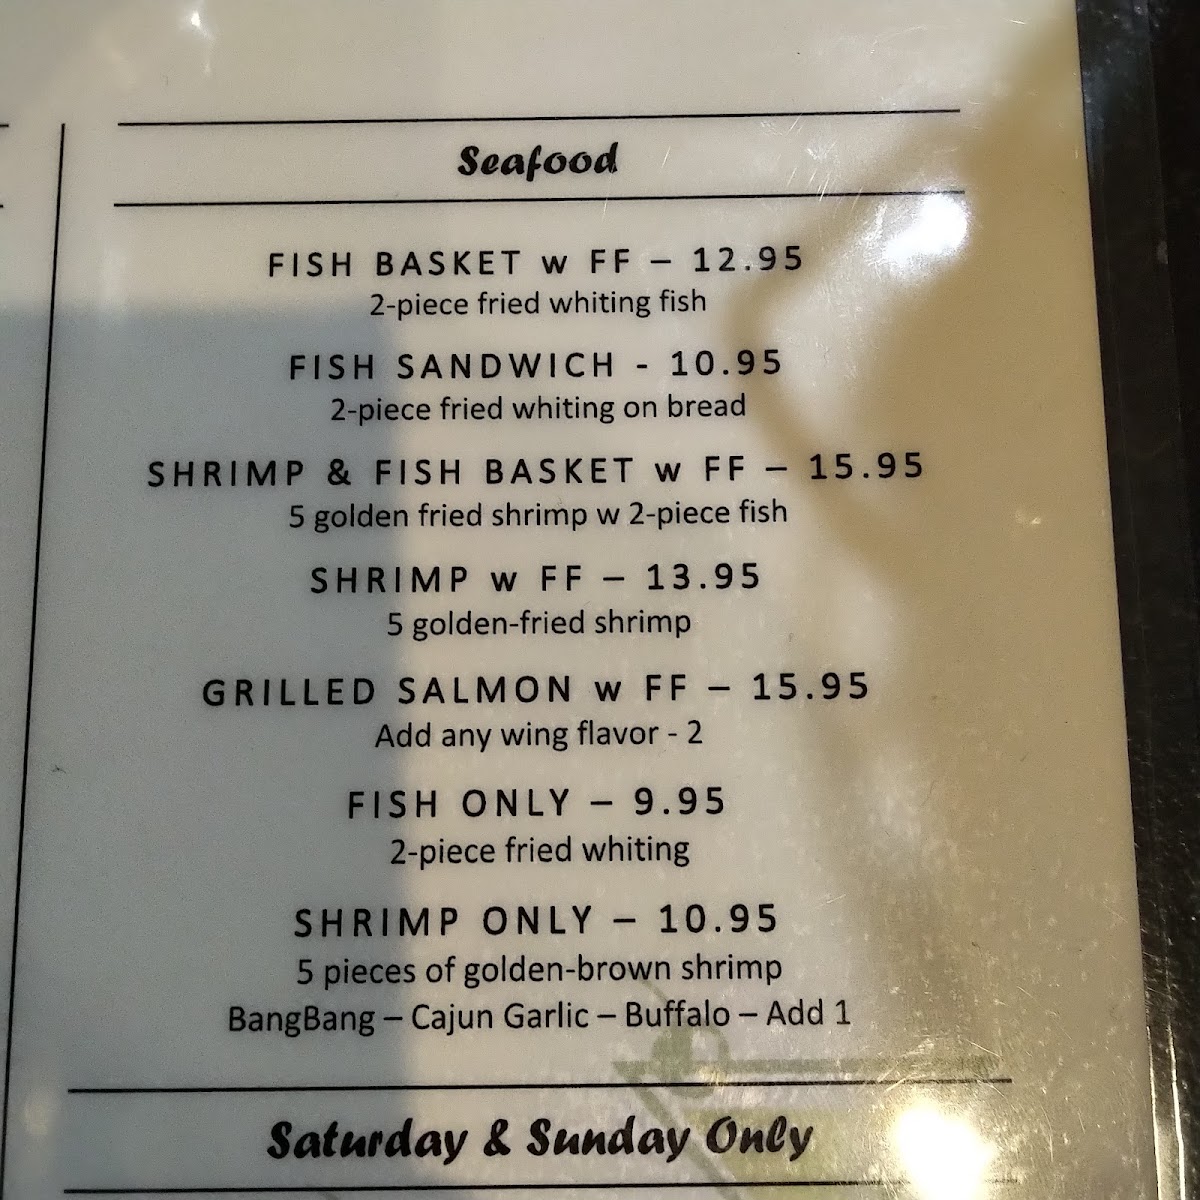 Seafood
FISH BASKET w FF – 12.95
2-piece fried whiting fish
FISH SANDWICH - 10.95
2-piece fried whiting on bread
SHRIMP & FISH BASKET w FF – 15.95
5 golden fried shrimp w 2-piece fish
SHRIMP w FF – 13.95
5 golden-fried shrimp
GRILLED SALMON w FF – 15.95
Add any wing flavor - 2
FISH ONLY – 9.95
2-piece fried whiting
SHRIMP ONLY – 10.95
5 pieces of golden-brown shrimp
BangBang – Cajun Garlic – Buffalo – Add 1
Saturday & Sunday Only